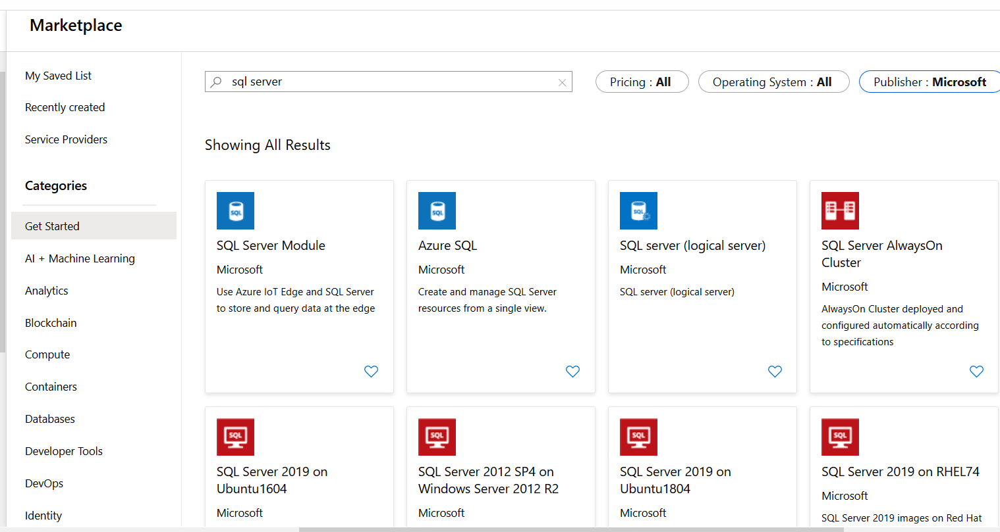 Marketplace
My Saved List
Recently created
Service Providers
Categories
Get Started
AI + Machine Learning
Analytics
Blockchain
Compute
Containers
Databases
Developer Tools
DevOps
Identity
sql server
Pricing : All
Operating System : All
Publisher : Microsoft
Showing All Results
SQL
SQL Server Module
Microsoft
Use Azure IoT Edge and SQL Server
to store and query data at the edge
SQL
Azure SQL
Microsoft
Create and manage SQL Server
resources from a single view.
SQL
SQL server (logical server)
Microsoft
SQL server (logical server)
SQL Server AlwaysOn
Cluster
Microsoft
AlwaysOn Cluster deployed and
configured automatically according
to specifications
SQL
SQL Server 2019 on
Ubuntu1604
Microsoft
SQL
SQL Server 2012 SP4 on
Windows Server 2012 R2
Microsoft
SQL
SQL Server 2019 on
Ubuntu1804
Microsoft
SQL
SQL Server 2019 on RHEL74
Microsoft
SQL Server 2019 images on Red Hat